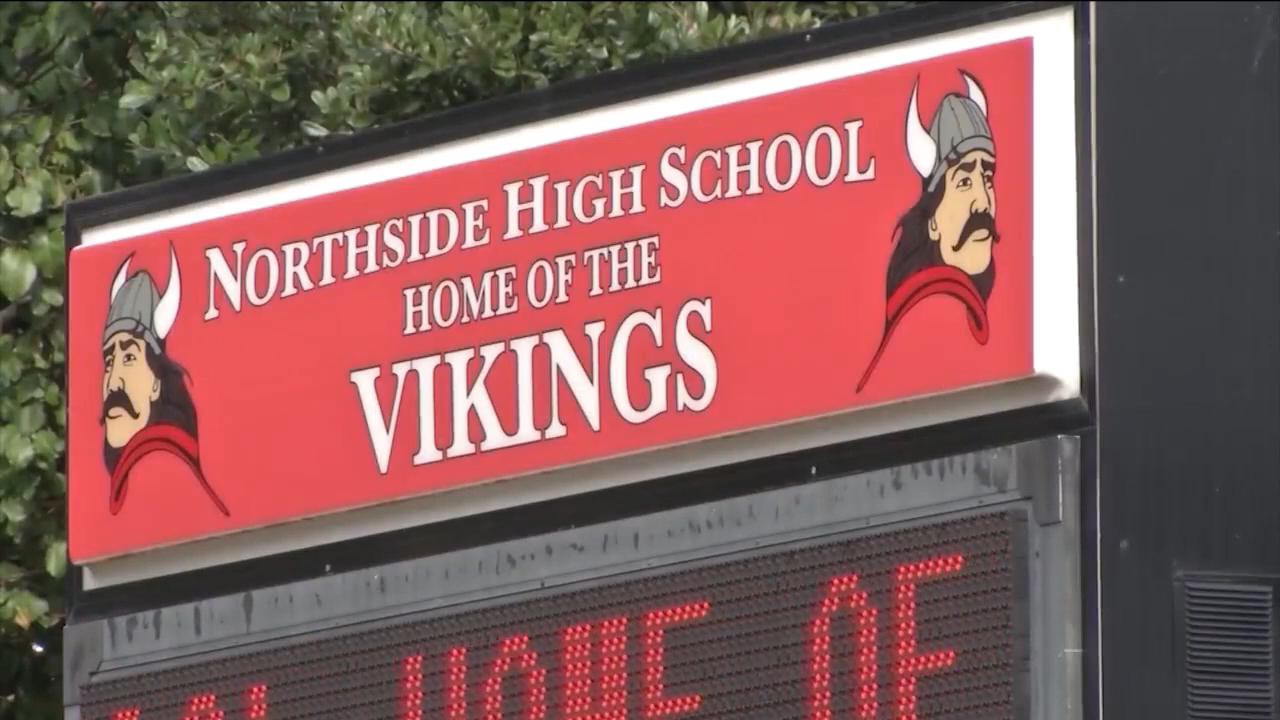 NORTHSIDE HIGH SCHOOL
HOME OF THE
VIKINGS
HOME OF